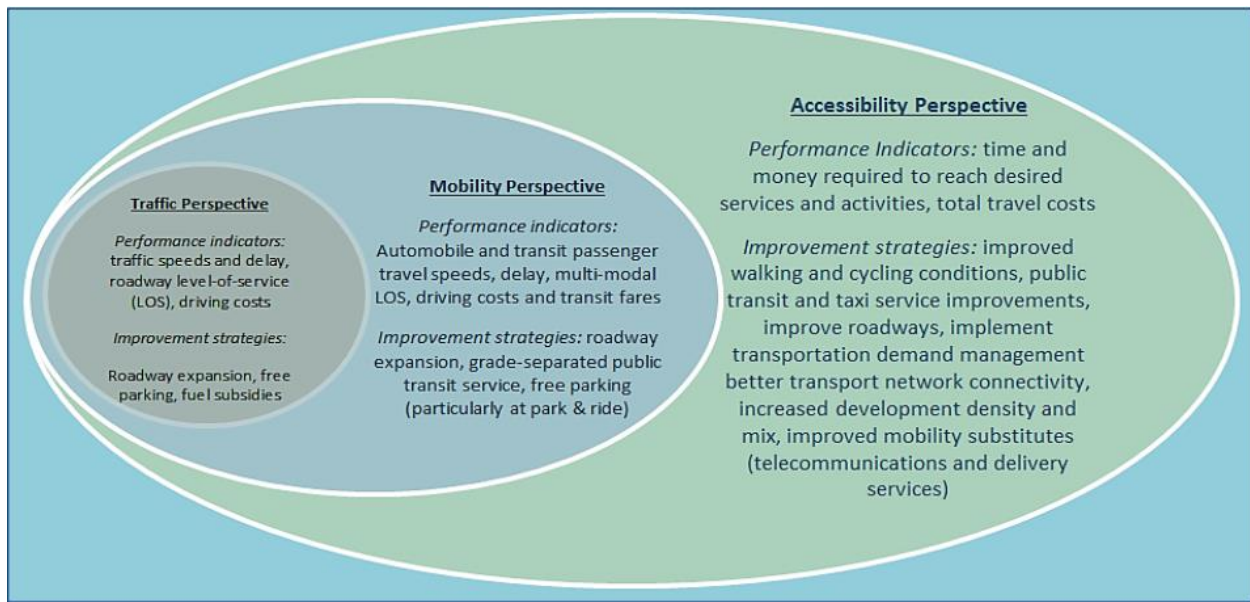 Traffic Perspective
Performance indicators:
traffic speeds and delay,
roadway level-of-service
(LOS), driving costs
Improvement strategies:
Roadway expansion, free
parking, fuel subsidies
Mobility Perspective
Performance indicators:
Automobile and transit passenger
travel speeds, delay, multi-modal
LOS, driving costs and transit fares
Improvement strategies: roadway
expansion, grade-separated public
transit service, free parking
(particularly at park & ride)
Accessibility Perspective
Performance Indicators: time and
money required to reach desired
services and activities, total travel costs
Improvement strategies: improved
walking and cycling conditions, public
transit and taxi service improvements,
improve roadways, implement
transportation demand management
better transport network connectivity,
increased development density and
mix, improved mobility substitutes
(telecommunications and delivery
services)